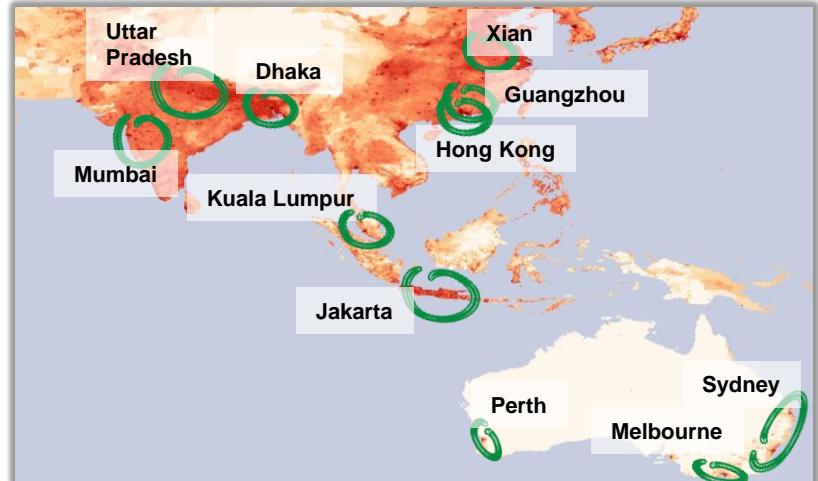 Uttar
Pradesh
Xian
Dhaka
Guangzhou
Hong Kong
Mumbai
Kuala Lumpur
Jakarta
Sydney
Perth
Melbourne